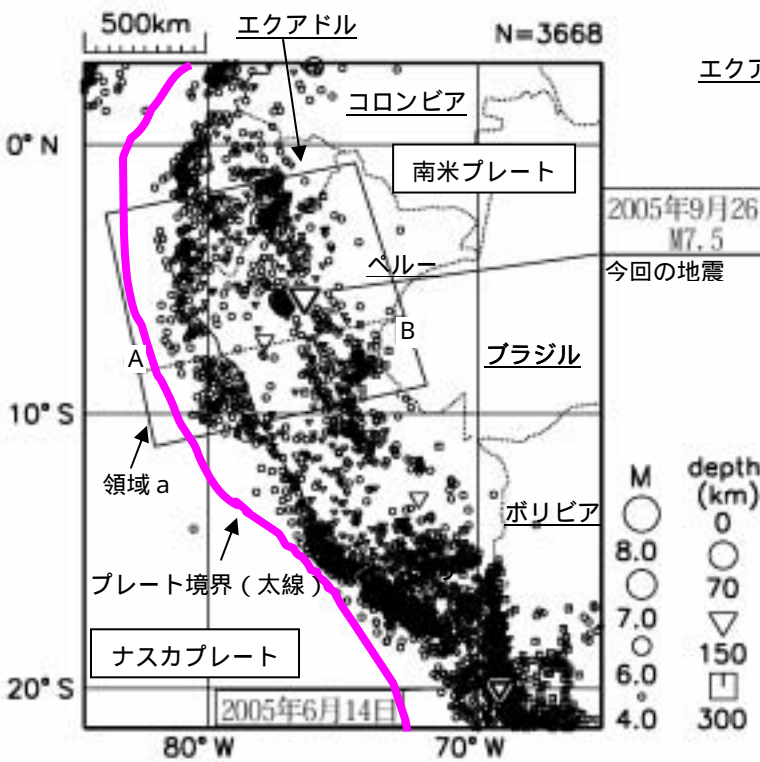 500km
エクアドル
N=3668
エクア
コロンビア
0°N
南米プレート
2005年9月26
M7.5
今回の地震
ペルー
A
B
ブラジル
10°S
領域a
ボリビア
プレート境界(太線)
ナスカプレート
20°S
2005年6月14日
80°W
70°W
M
8.0
7.0
6.0
4.0
depth
(km)
0
70
150
300